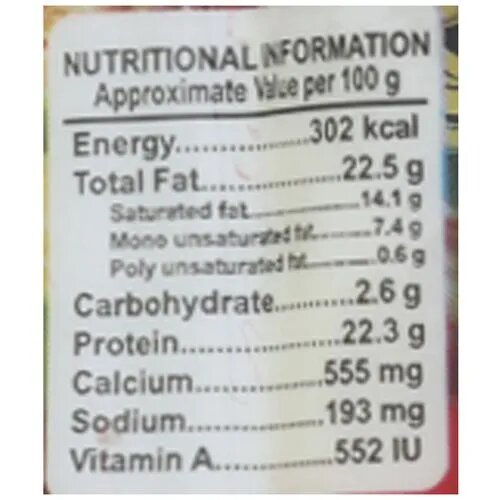 NUTRITIONAL INFORMATION
Approximate Value per 100 g
Energy..............302 kcal
Total Fat..............22.5 g
Saturated fat..............14.1 g
Mono unsaturated fat..........7.4 g
Poly unsaturated fat..........0.6 g
Carbohydrate..........2.6 g
Protein..............22.3 g
Calcium..............555 mg
Sodium..............193 mg
Vitamin A..............552 IU